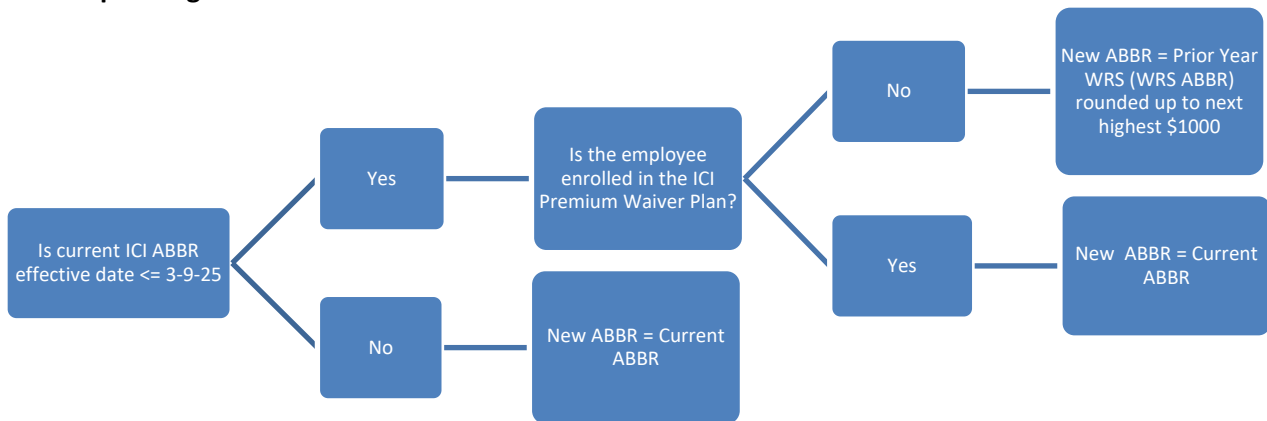 Is current ICI ABBR
effective date <= 3-9-25
Yes
No
Is the employee
enrolled in the ICI
Premium Waiver Plan?
New ABBR = Current
ABBR
No
Yes
New ABBR = Prior Year
WRS (WRS ABBR)
rounded up to next
highest $1000
New ABBR = Current
ABBR